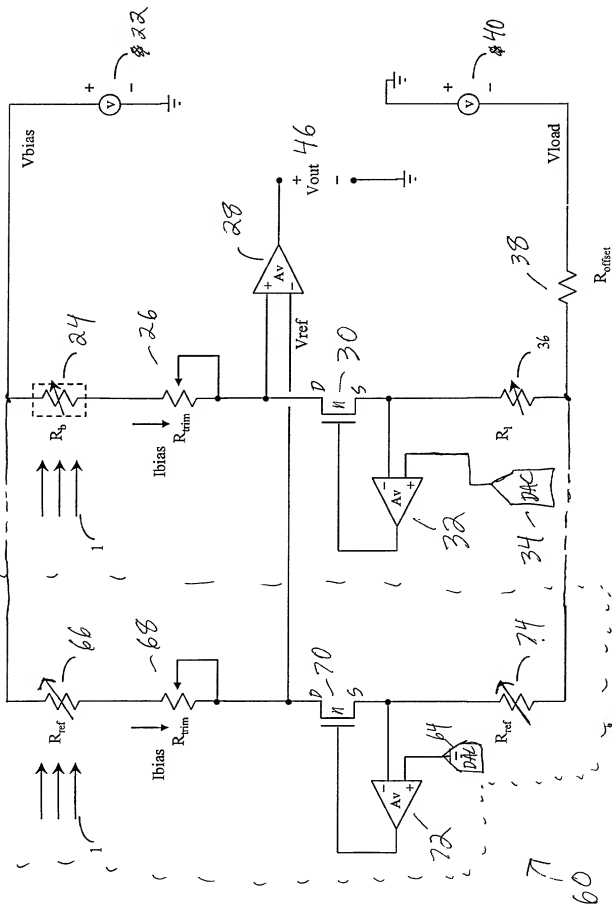 22
+
V
-
Vbias
40
+
V
-
Vload
46
+
Vout
-
28
Av
+
-
Vref
24
Rb
26
Ibias
Rtrim
1
D
n
S
30
Av
-
+
32
34
DAC
36
R1
38
Roffset
66
Rref
68
Ibias
Rtrim
1
D
n
S
70
Av
-
+
72
64
DAC
74
Rref
60